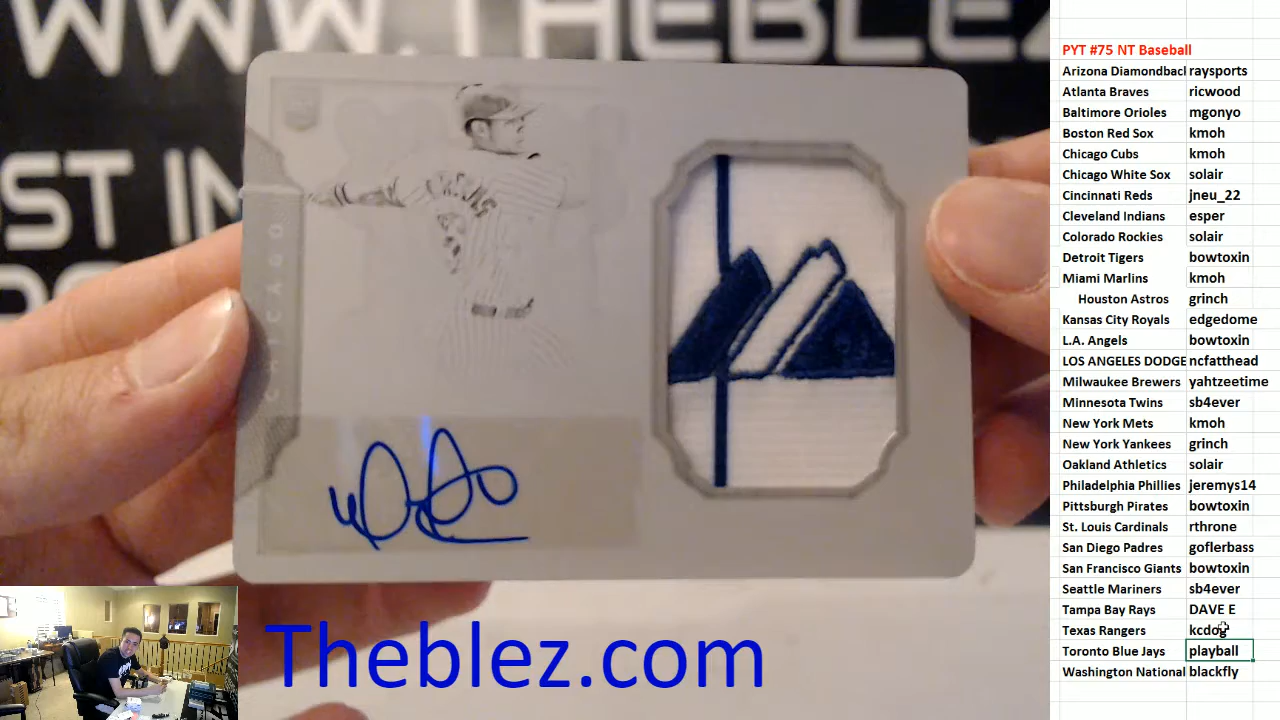 WWW.THEBLEZ
ST IN
CHICAGO
Theblez.com
PYT #75 NT Baseball
Arizona Diamondbacl raysports
Atlanta Braves ricwood
Baltimore Orioles mgonyo
Boston Red Sox kmoh
Chicago Cubs kmoh
Chicago White Sox solair
Cincinnati Reds jneu_22
Cleveland Indians esper
Colorado Rockies solair
Detroit Tigers bowtoxin
Miami Marlins kmoh
Houston Astros grinch
Kansas City Royals edgedome
L.A. Angels bowtoxin
LOS ANGELES DODGE ncfatthead
Milwaukee Brewers yahtzeetime
Minnesota Twins sb4ever
New York Mets kmoh
New York Yankees grinch
Oakland Athletics solair
Philadelphia Phillies jeremys14
Pittsburgh Pirates bowtoxin
St. Louis Cardinals rthrone
San Diego Padres goflerbass
San Francisco Giants bowtoxin
Seattle Mariners sb4ever
Tampa Bay Rays DAVE E
Texas Rangers kcdog
Toronto Blue Jays playball
Washington National blackfly